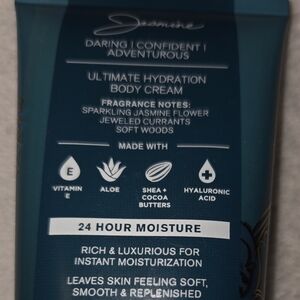 Jasmine
DARING | CONFIDENT |
ADVENTUROUS
ULTIMATE HYDRATION
BODY CREAM
FRAGRANCE NOTES:
SPARKLING JASMINE FLOWER
JEWELED CURRANTS
SOFT WOODS
MADE WITH
E
VITAMIN
E
ALOE
SHEA +
COCOA
BUTTERS
HYALURONIC
ACID
24 HOUR MOISTURE
RICH & LUXURIOUS FOR
INSTANT MOISTURIZATION
LEAVES SKIN FEELING SOFT,
SMOOTH & REPLENISHED